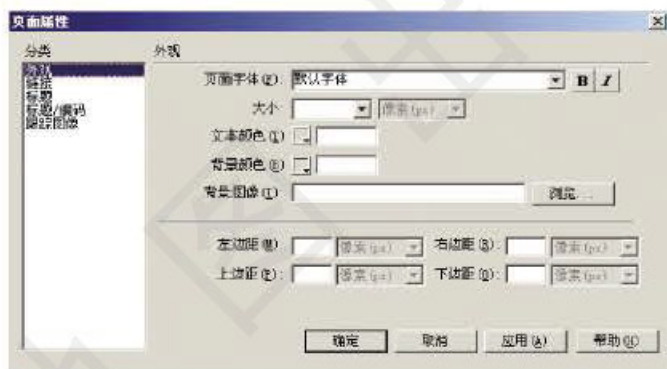 页面属性
分类
外观
链接
标题
标题/编码
跟踪图像
外观
页面字体(F): 默认字体 B I
大小: 像素(px)
文本颜色(T):
背景颜色(B):
背景图像(I): 浏览...
左边距(M): 像素(px) 右边距(R): 像素(px)
上边距(P): 像素(px) 下边距(O): 像素(px)
确定 取消 应用(A) 帮助(H)